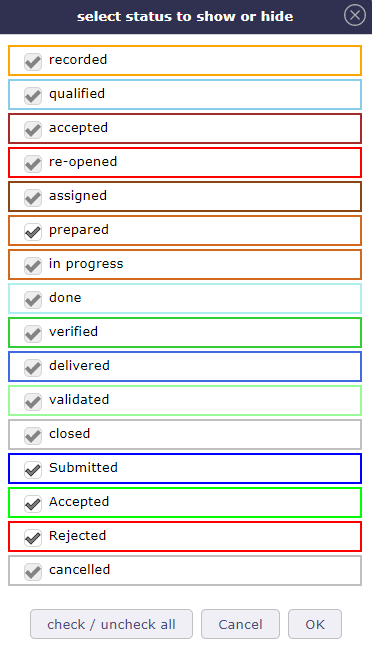 select status to show or hide
recorded
qualified
accepted
re-opened
assigned
prepared
in progress
done
verified
delivered
validated
closed
Submitted
Accepted
Rejected
cancelled
check / uncheck all Cancel OK